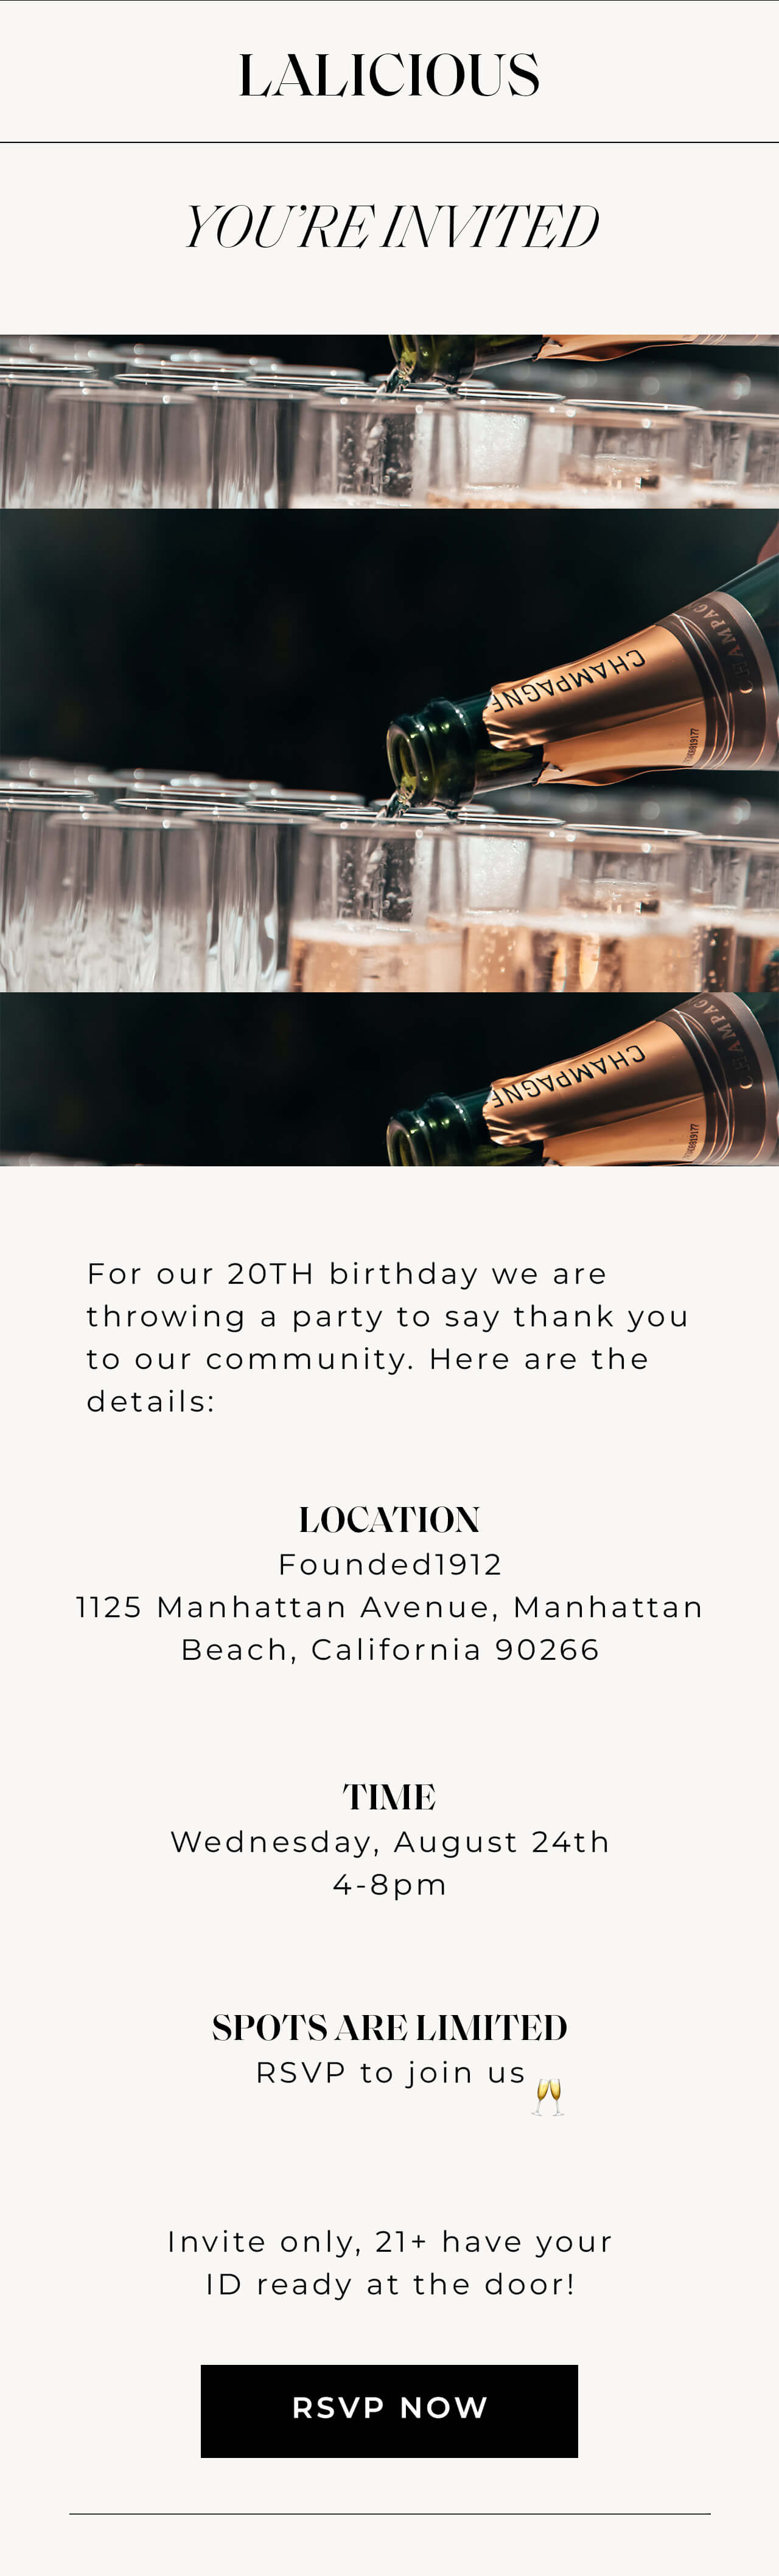 LALICIOUS
YOU'RE INVITED
CHAMPAGNE
CHAMPAGNE
For our 20TH birthday we are
throwing a party to say thank you
to our community. Here are the
details:
LOCATION
Founded1912
1125 Manhattan Avenue, Manhattan
Beach, California 90266
TIME
Wednesday, August 24th
4-8pm
SPOTS ARE LIMITED
RSVP to join us
Invite only, 21+ have your
ID ready at the door!
RSVP NOW